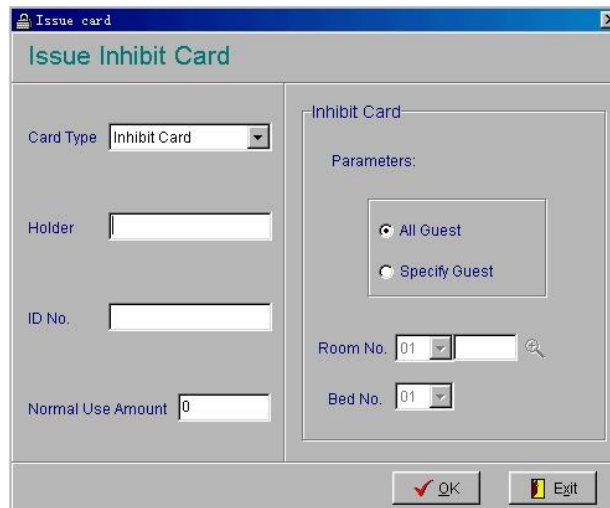 Issue card
Issue Inhibit Card
Card Type Inhibit Card
Holder
ID No.
Normal Use Amount 0
Inhibit Card
Parameters:
All Guest
Specify Guest
Room No. 01
Bed No. 01
OK
Exit